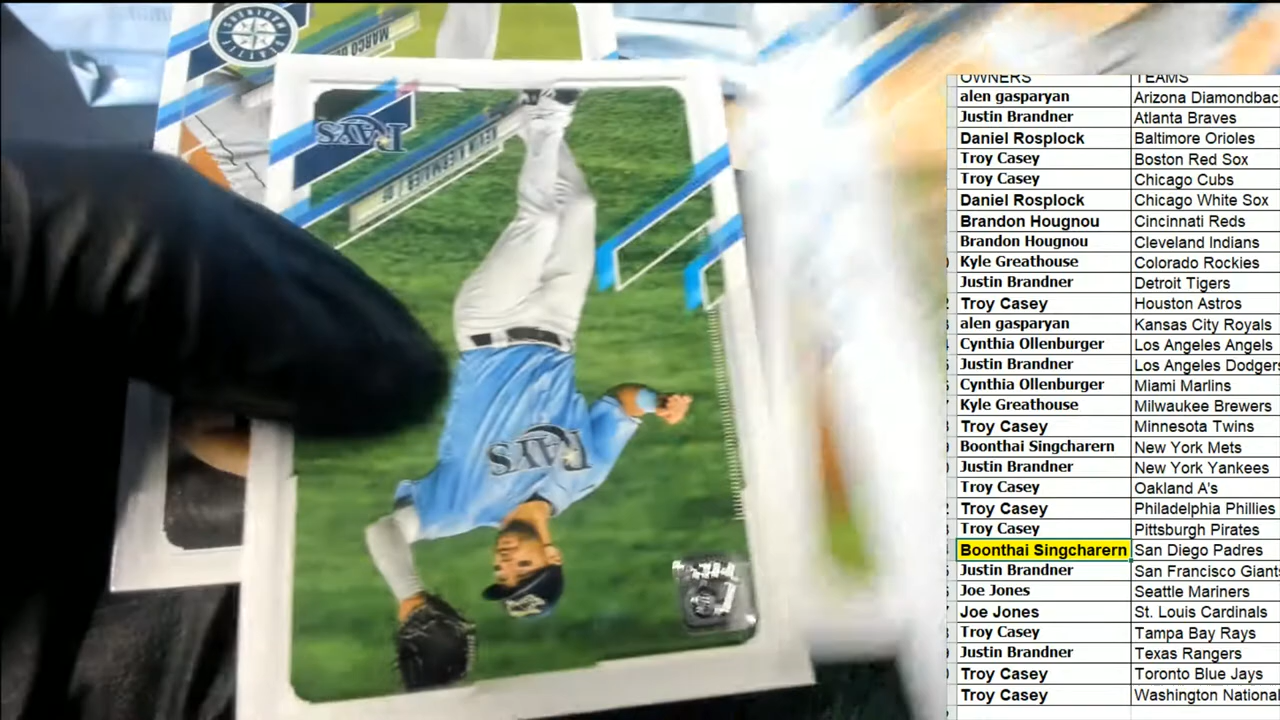 SEATTLE MARINERS
MARCO
RAYS
KEVIN KIERMAIER | OF
RAYS
OWNERS TEAMS
alen gasparyan Arizona Diamondbac
Justin Brandner Atlanta Braves
Daniel Rosplock Baltimore Orioles
Troy Casey Boston Red Sox
Troy Casey Chicago Cubs
Daniel Rosplock Chicago White Sox
Brandon Hougnou Cincinnati Reds
Brandon Hougnou Cleveland Indians
Kyle Greathouse Colorado Rockies
Justin Brandner Detroit Tigers
Troy Casey Houston Astros
alen gasparyan Kansas City Royals
Cynthia Ollenburger Los Angeles Angels
Justin Brandner Los Angeles Dodgers
Cynthia Ollenburger Miami Marlins
Kyle Greathouse Milwaukee Brewers
Troy Casey Minnesota Twins
Boonthai Singcharern New York Mets
Justin Brandner New York Yankees
Troy Casey Oakland A's
Troy Casey Philadelphia Phillies
Troy Casey Pittsburgh Pirates
Boonthai Singcharern San Diego Padres
Justin Brandner San Francisco Giant
Joe Jones Seattle Mariners
Joe Jones St. Louis Cardinals
Troy Casey Tampa Bay Rays
Justin Brandner Texas Rangers
Troy Casey Toronto Blue Jays
Troy Casey Washington National